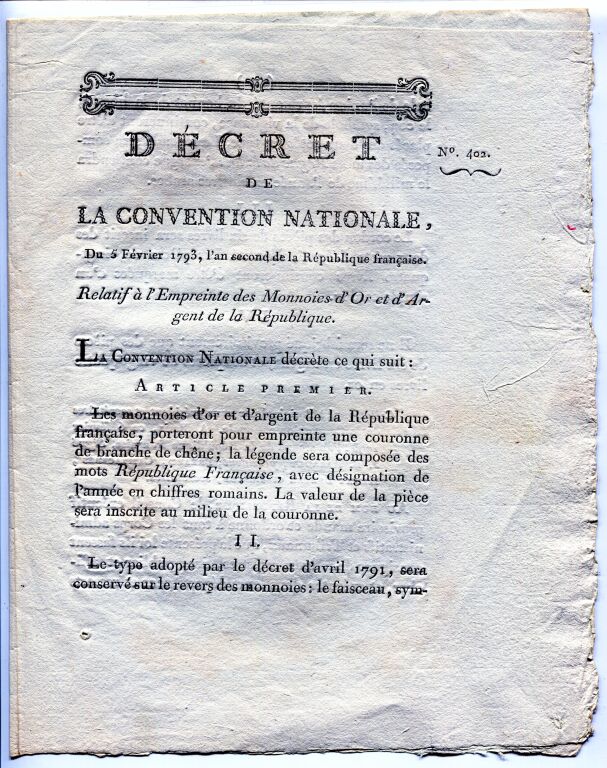 DÉCRET
N°. 402.
DE
LA CONVENTION NATIONALE,
Du 5 Février 1793, l'an second de la République française.
Relatif à l'Empreinte des Monnoies d'Or et d'Ar-
gent de la République.
LA CONVENTION NATIONALE décrète ce qui suit :
ARTICLE PREMIER.
Les monnoies d'or et d'argent de la République
française, porteront pour empreinte une couronne
de branche de chêne; la légende sera composée des
mots République Française, avec désignation de
l'année en chiffres romains. La valeur de la pièce
sera inscrite au milieu de la couronne.
II.
Le type adopté par le décret d'avril 1791, sera
conservé sur le revers des monnoies : le faisceau, sym-